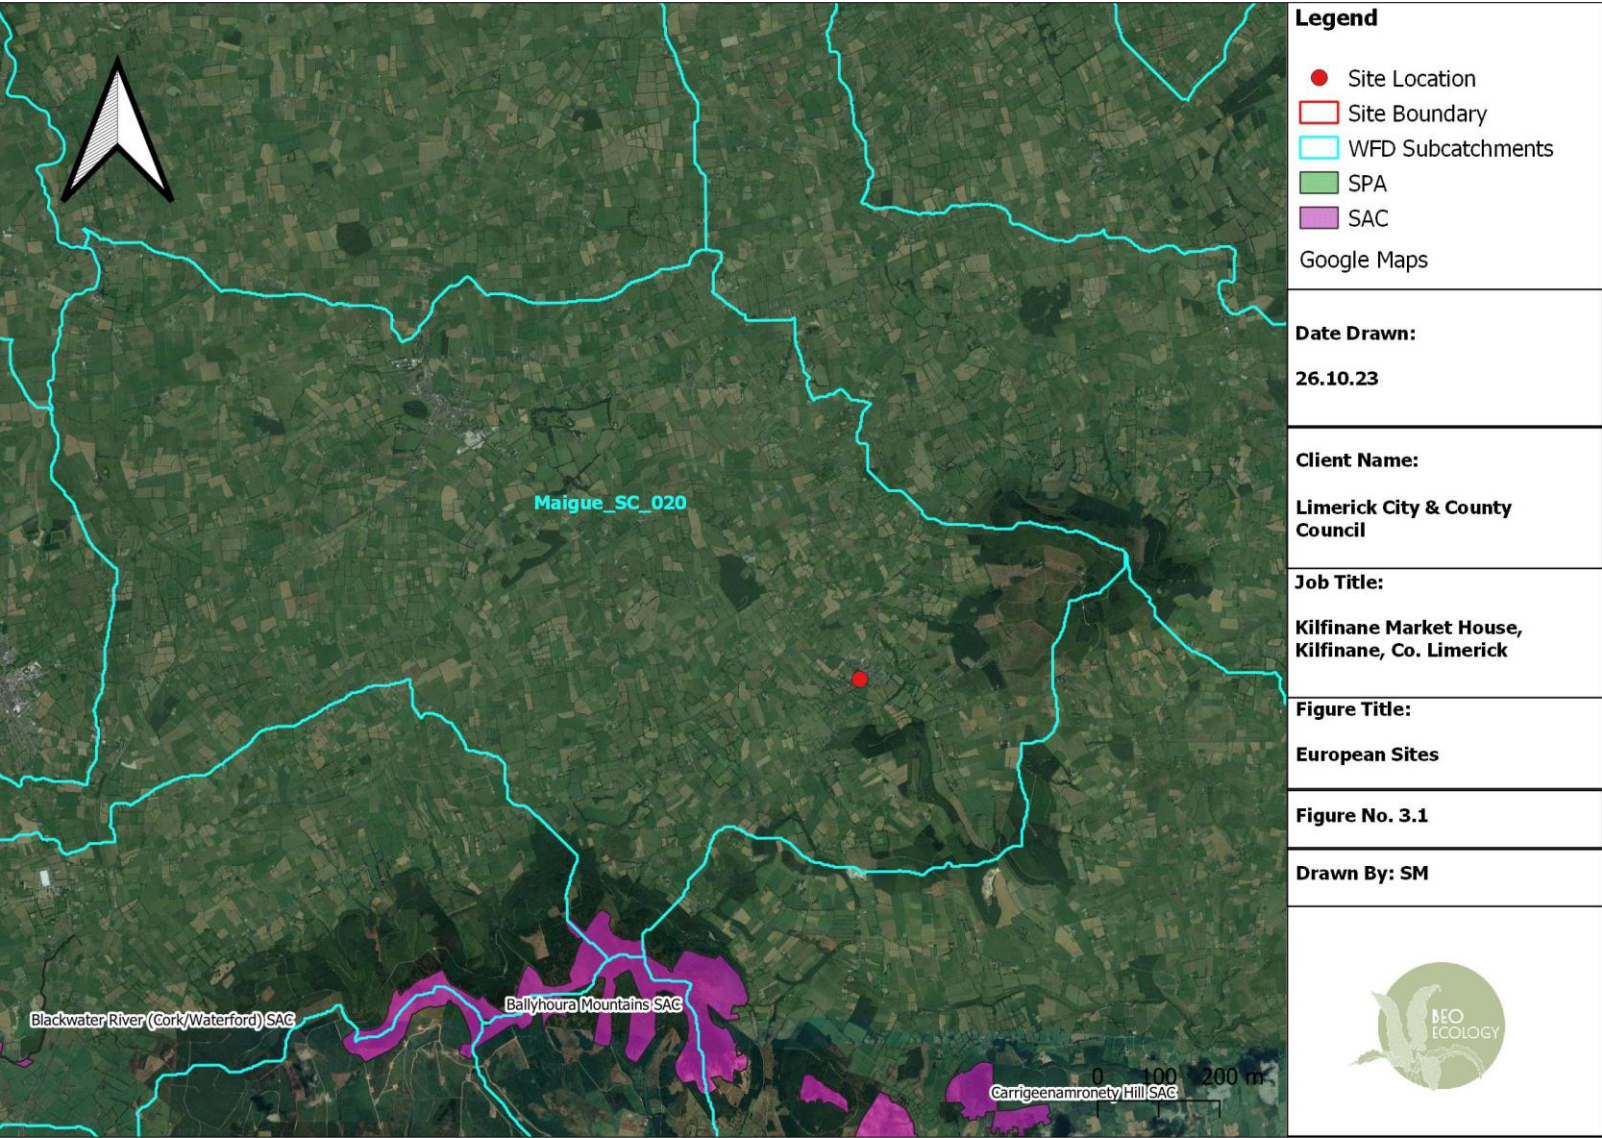 Legend
Site Location
Site Boundary
WFD Subcatchments
SPA
SAC
Google Maps
Date Drawn:
26.10.23
Client Name:
Limerick City & County
Council
Job Title:
Kilfinane Market House,
Kilfinane, Co. Limerick
Figure Title:
European Sites
Figure No. 3.1
Drawn By: SM
BEO
ECOLOGY
Maigue_SC_020
Ballyhoura Mountains SAC
Blackwater River (Cork/Waterford) SAC
0 100 200 m
Carrigeenamronety Hill SAC